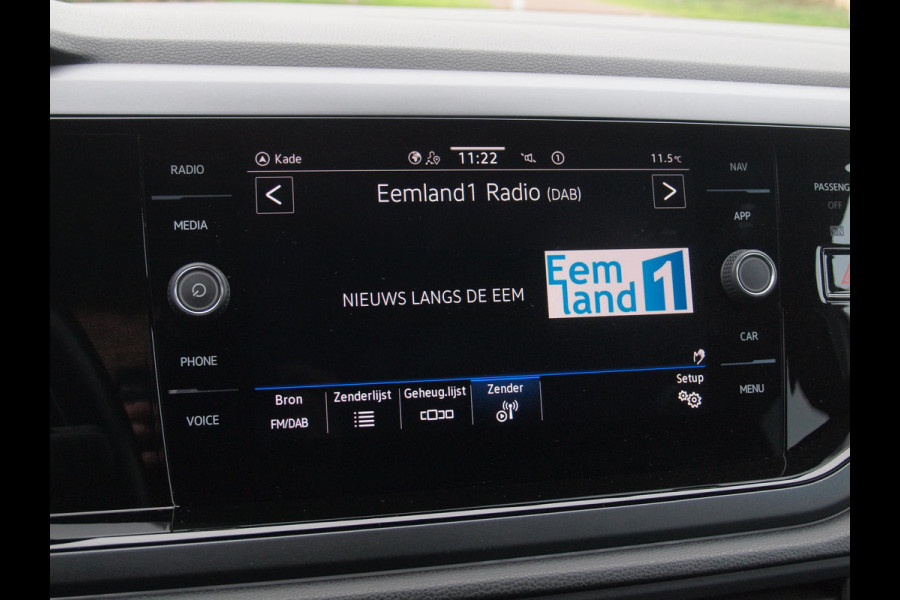 RADIO
MEDIA
PHONE
VOICE
Kade
11:22
1
11.5°C
<
Eemland1 Radio (DAB)
>
NIEUWS LANGS DE EEM
Eem
land
1
Bron
FM/DAB
Zenderlijst
Geheug.lijst
Zender
Setup
NAV
APP
CAR
MENU
PASSENG
OFF